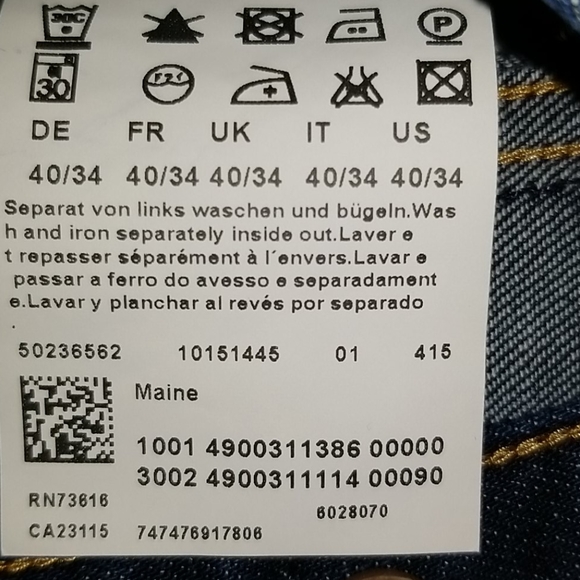 30C P
30
DE FR UK IT US
40/34 40/34 40/34 40/34 40/34
Separat von links waschen und bügeln.Was
h and iron separately inside out.Laver e
t repasser séparément à l´envers.Lavar e
passar a ferro do avesso e separadament
e.Lavar y planchar al revés por separado
.
50236562 10151445 01 415
Maine
1001 4900311386 00000
3002 4900311114 00090
RN73616
6028070
CA23115 747476917806